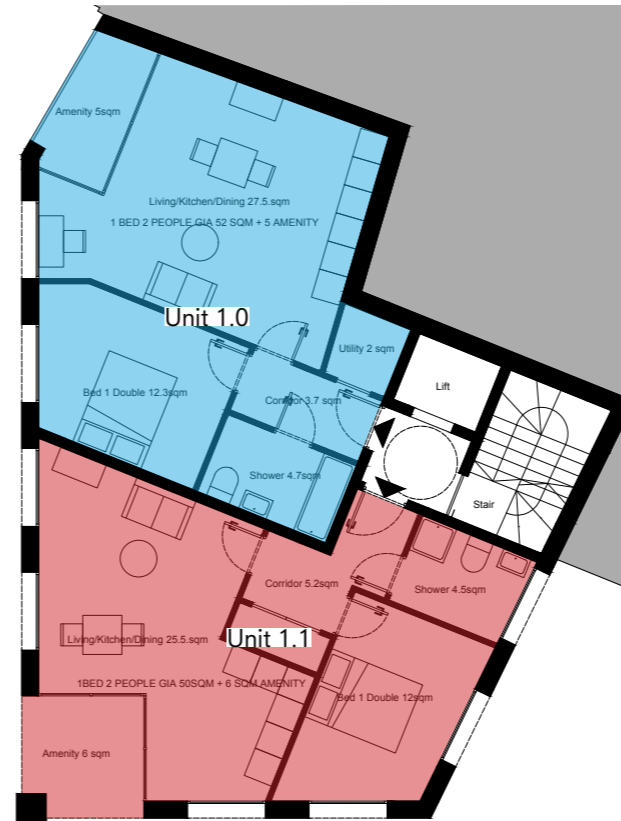 Amenity 5sqm
Living/Kitchen/Dining 27.5.sqm
1 BED 2 PEOPLE GIA 52 SQM + 5 AMENITY
Unit 1.0
Utility 2 sqm
Lift
Bed 1 Double 12.3sqm
Corridor 3.7 sqm
Shower 4.7sqm
Stair
Corridor 5.2sqm
Shower 4.5sqm
Living/Kitchen/Dining 25.5.sqm
Unit 1.1
1BED 2 PEOPLE GIA 50SQM + 6 SQM AMENITY
Bed 1 Double 12sqm
Amenity 6 sqm